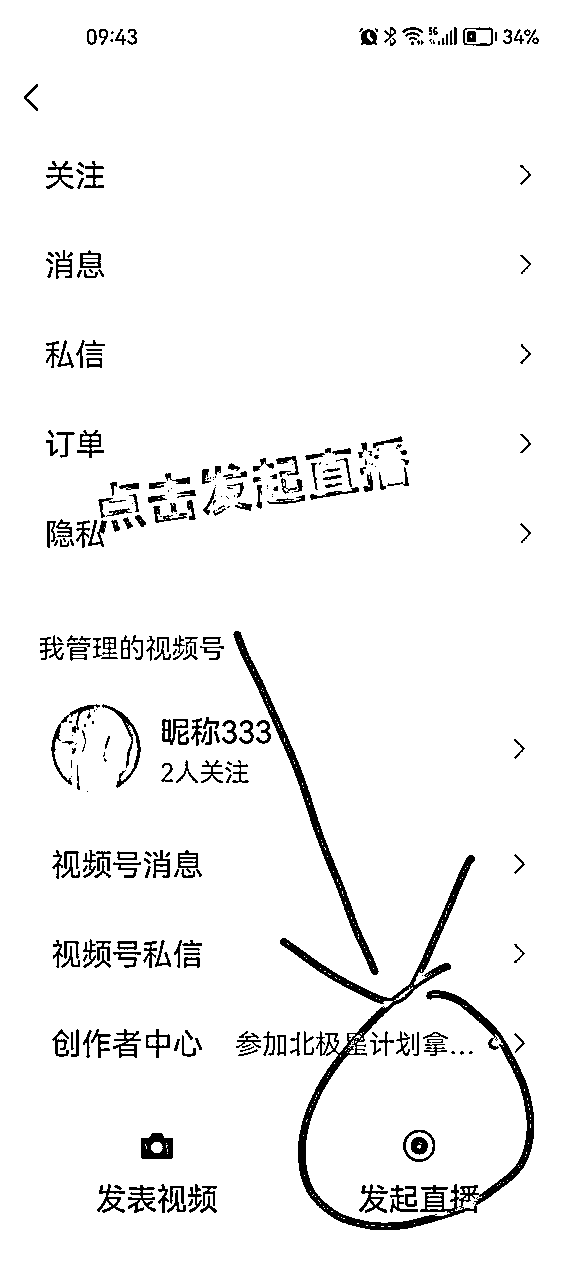 09:43 5G 34%
关注
消息
私信
订单
点击发起直播
隐私
我管理的视频号
昵称333
2人关注
视频号消息
视频号私信
创作者中心 参加北极星计划拿...
发表视频 发起直播